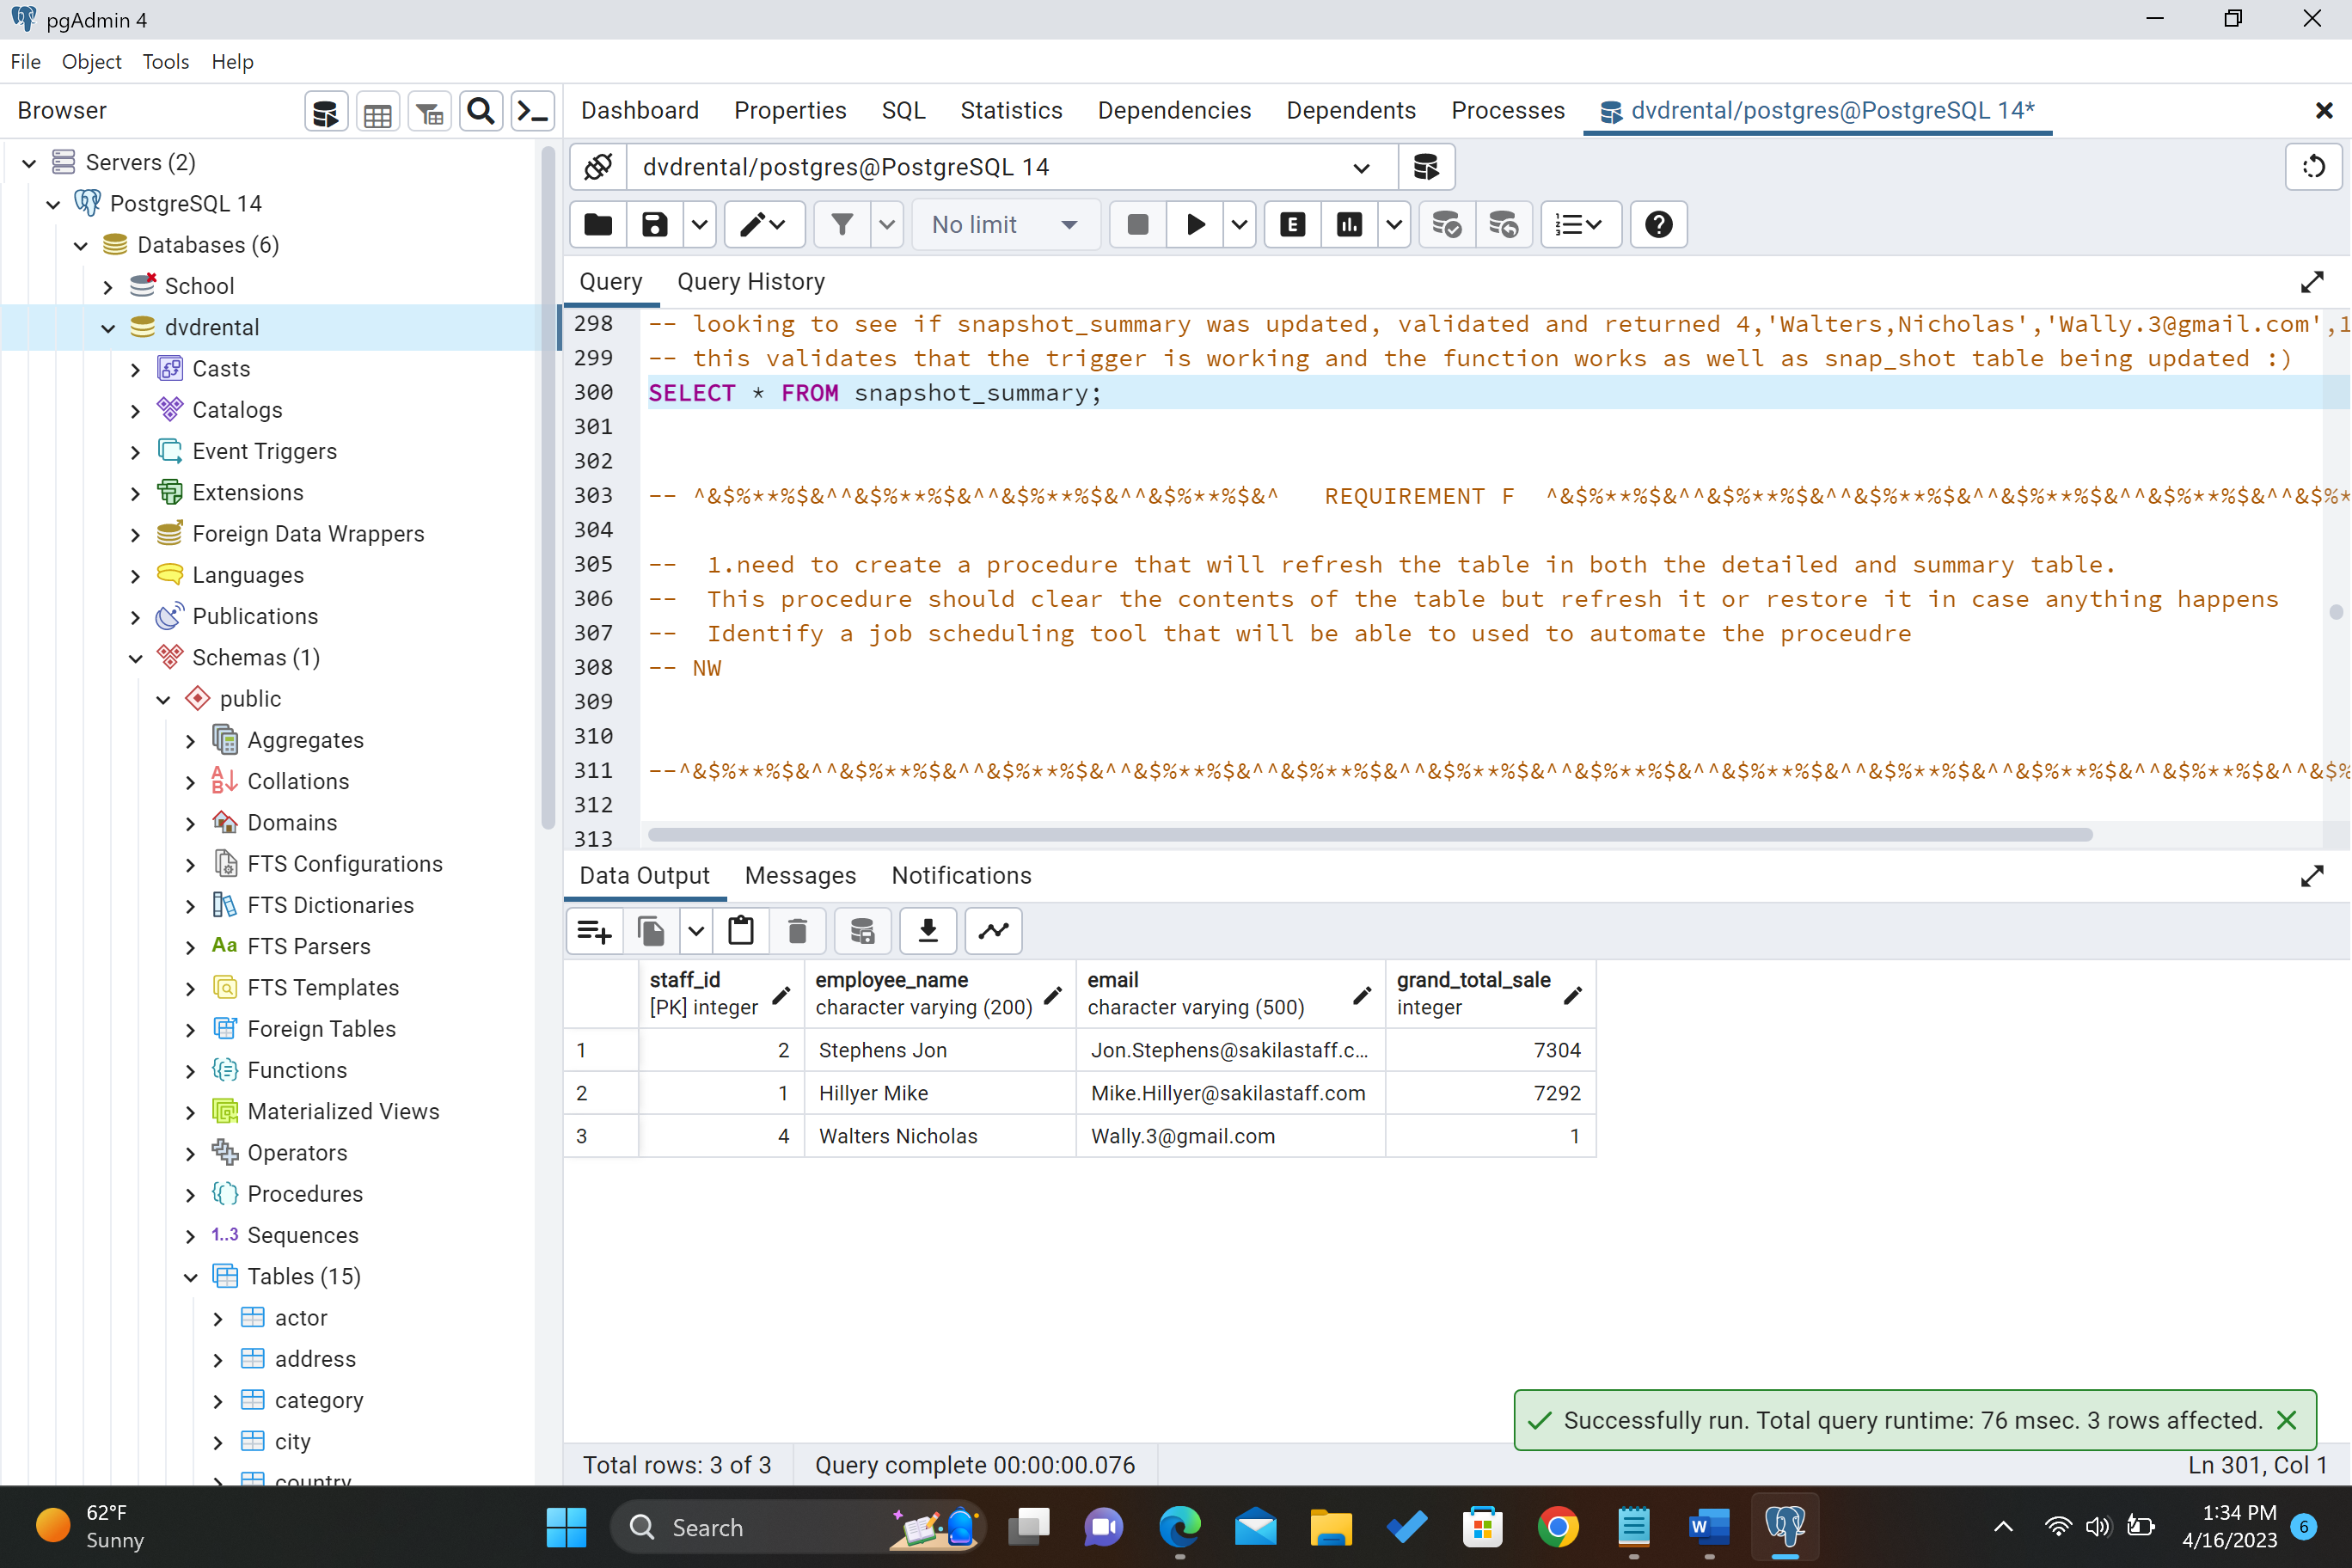 pgAdmin 4
File Object Tools Help
Browser
Dashboard Properties SQL Statistics Dependencies Dependents Processes dvdrental/postgres@PostgreSQL 14*
Servers (2)
PostgreSQL 14
Databases (6)
School
dvdrental
Casts
Catalogs
Event Triggers
Extensions
Foreign Data Wrappers
Languages
Publications
Schemas (1)
public
Aggregates
Collations
Domains
FTS Configurations
FTS Dictionaries
Aa FTS Parsers
FTS Templates
Foreign Tables
Functions
Materialized Views
Operators
Procedures
1..3 Sequences
Tables (15)
actor
address
category
city
country
dvdrental/postgres@PostgreSQL 14
No limit
E
Query Query History
298 -- looking to see if snapshot_summary was updated, validated and returned 4,'Walters,Nicholas','Wally.3@gmail.com',1
299 -- this validates that the trigger is working and the function works as well as snap_shot table being updated :)
300 SELECT * FROM snapshot_summary;
301
302
303 -- ^&$%**%$&^^&$%**%$&^^&$%**%$&^^&$%**%$&^ REQUIREMENT F ^&$%**%$&^^&$%**%$&^^&$%**%$&^^&$%**%$&^^&$%**%$&^^&$%*
304
305 -- 1.need to create a procedure that will refresh the table in both the detailed and summary table.
306 -- This procedure should clear the contents of the table but refresh it or restore it in case anything happens
307 -- Identify a job scheduling tool that will be able to used to automate the proceudre
308 -- NW
309
310
311 --^&$%**%$&^^&$%**%$&^^&$%**%$&^^&$%**%$&^^&$%**%$&^^&$%**%$&^^&$%**%$&^^&$%**%$&^^&$%**%$&^^&$%**%$&^^&$%**%$&^^&$%
312
313
Data Output Messages Notifications
staff_id employee_name email grand_total_sale
[PK] integer character varying (200) character varying (500) integer
1 2 Stephens Jon Jon.Stephens@sakilastaff.c... 7304
2 1 Hillyer Mike Mike.Hillyer@sakilastaff.com 7292
3 4 Walters Nicholas Wally.3@gmail.com 1
Successfully run. Total query runtime: 76 msec. 3 rows affected.
Total rows: 3 of 3 Query complete 00:00:00.076 Ln 301, Col 1
62°F
Sunny
Search
W
1:34 PM
4/16/2023
6